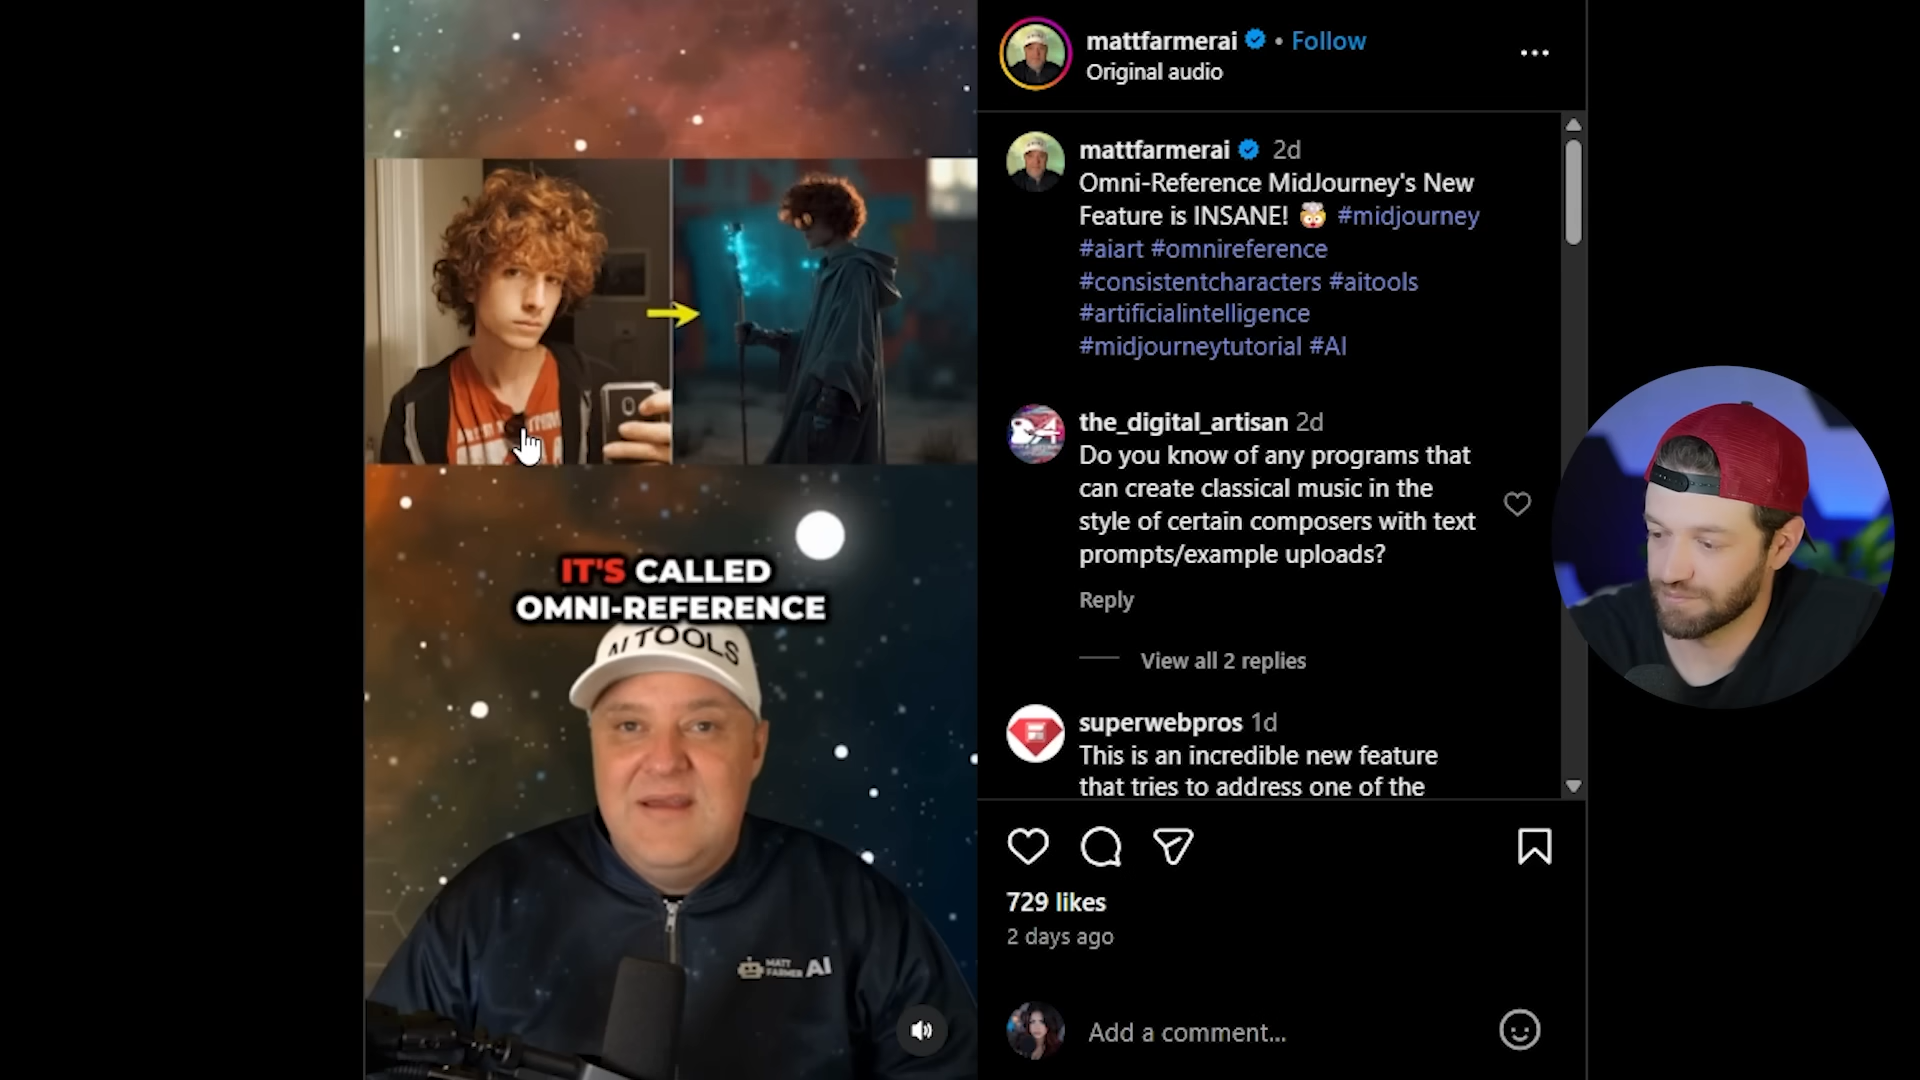 IT'S CALLED
OMNI-REFERENCE
AI TOOLS
MATT
FARMER AI
mattfarmerai • Follow
Original audio
mattfarmerai 2d
Omni-Reference MidJourney's New
Feature is INSANE! 🤯 #midjourney
#aiart #omnireference
#consistentcharacters #aitools
#artificialintelligence
#midjourneytutorial #AI
the_digital_artisan 2d
Do you know of any programs that
can create classical music in the
style of certain composers with text
prompts/example uploads?
Reply
View all 2 replies
superwebpros 1d
This is an incredible new feature
that tries to address one of the
729 likes
2 days ago
Add a comment...